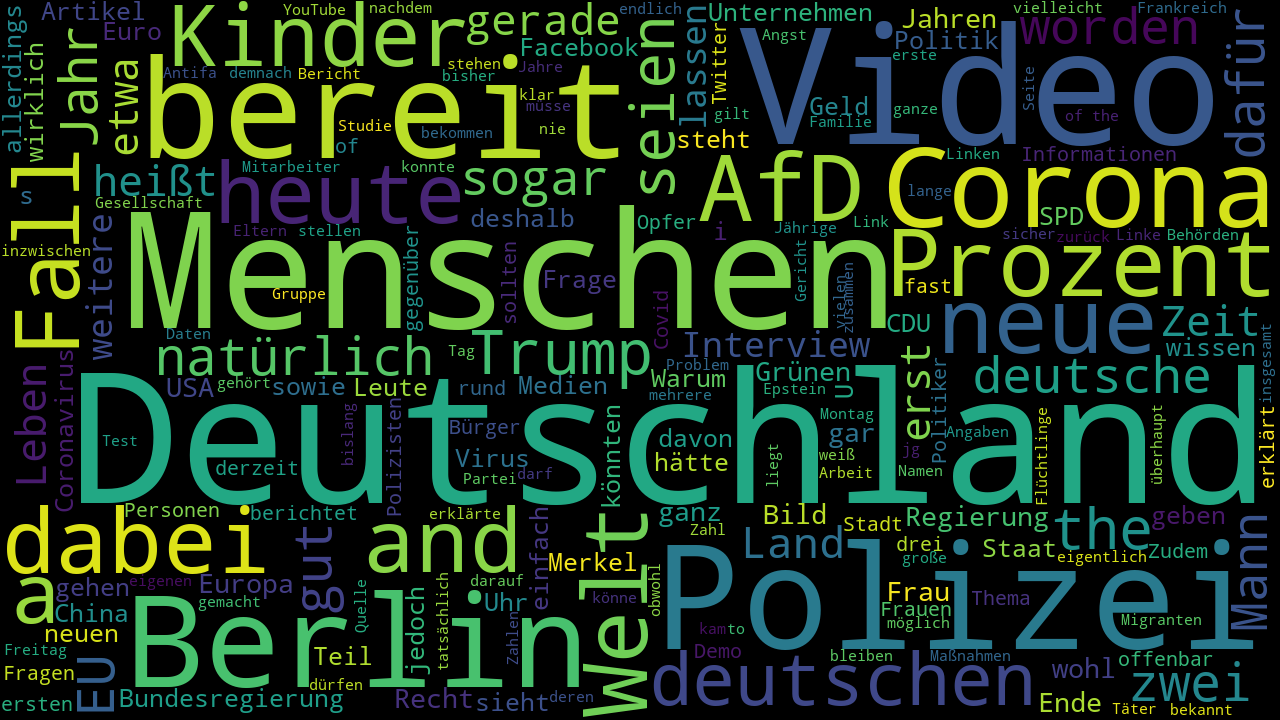 Artikel
YouTube
nachdem
endlich
vielleicht
Frankreich
Euro
Kinder
gerade
Unternehmen
Jahren
worden
allerdings
wirklich
Jahr
etwa
Facebook
seien
lassen
Twitter
Angst
Politik
erste
dafür
Antifa
demnach
Bericht
stehen
bisher
Jahre
bereit
klar
müsse
Video
Geld
ganze
Seite
Studie
bekommen
nie
gilt
Familie
of the
of
steht
Mitarbeiter
konnte
AfD
Corona
Linken
Informationen
Fall
heißt
heute
sogar
lange
s
Gesellschaft
deshalb
Opfer
i
Jährige
Link
SPD
inzwischen
weitere
Eltern
stellen
gegenüber
sicher
zurück
Linke
Behörden
Menschen
sollten
Frage
Gericht
vielen
zusammen
Prozent
Gruppe
Covid
fast
Daten
natürlich
Tag
Trump
Interview
CDU
neue
Zeit
wissen
insgesamt
Leben
Coronavirus
USA
gehört
sowie
Leute
rund
Medien
Problem
Warum
mehrere
Grünen
Epstein
U
erst
Politiker
deutsche
Deutschland
Test
bislang
Polizisten
Bürger
könnten
davon
Montag
gar
jg
Angaben
Flüchtlinge
überhaupt
erklärt
derzeit
Virus
Partei
darf
hätte
liegt
weiß
Arbeit
Namen
dabei
Personen
berichtet
erklärte
and
einfach
Welt
ganz
Zahl
Bild
Stadt
Regierung
the
geben
Mann
gut
Merkel
Land
drei
große
Staat
eigentlich
Zudem
a
gehen
eigenen
Europa
Quelle
jedoch
tatsächlich
darauf
obwohl
Polizei
Frau
Thema
China
gemacht
Uhr
könne
Frauen
möglich
Migranten
neuen
Berlin
Zahlen
kam
to
Freitag
Teil
Demo
bleiben
Maßnahmen
offenbar
Fragen
EU
dürfen
deutschen
wohl
zwei
ersten
Bundesregierung
Recht
sieht
deren
Ende
Täter
bekannt